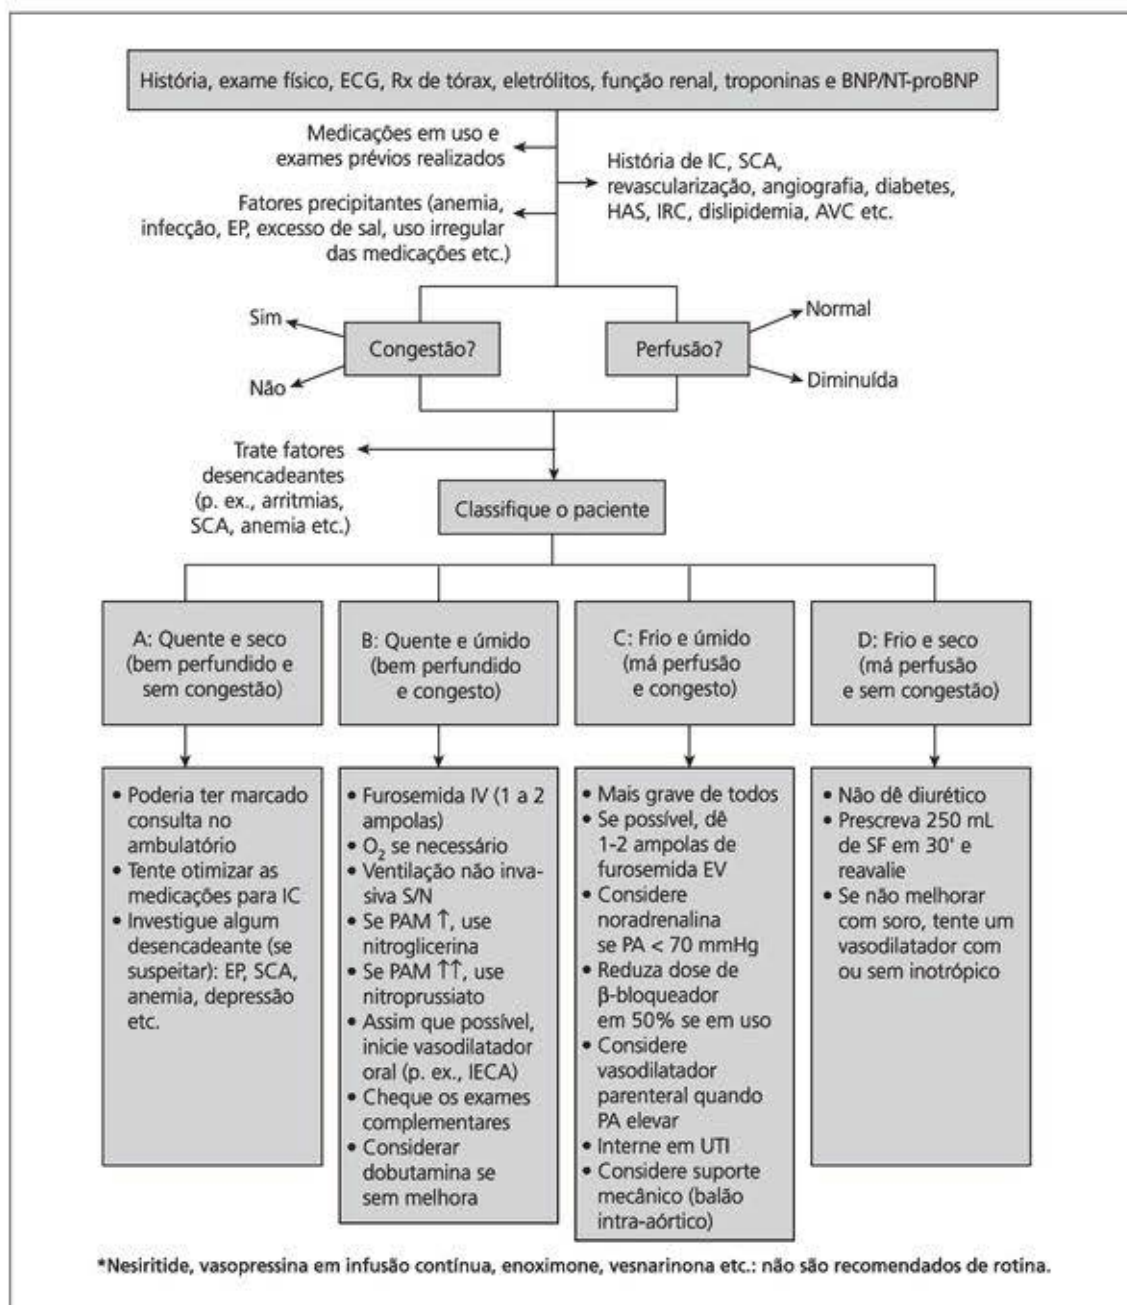 História, exame físico, ECG, Rx de tórax, eletrólitos, função renal, troponinas e BNP/NT-proBNP
Medicações em uso e
exames prévios realizados
História de IC, SCA,
revascularização, angiografia, diabetes,
HAS, IRC, dislipidemia, AVC etc.
Fatores precipitantes (anemia,
infecção, EP, excesso de sal, uso irregular
das medicações etc.)
Sim
Congestão?
Não
Normal
Perfusão?
Diminuída
Trate fatores
desencadeantes
(p. ex., arritmias,
SCA, anemia etc.)
Classifique o paciente
A: Quente e seco
(bem perfundido e
sem congestão)
B: Quente e úmido
(bem perfundido
e congesto)
C: Frio e úmido
(má perfusão
e congesto)
D: Frio e seco
(má perfusão
e sem congestão)
• Poderia ter marcado
consulta no
ambulatório
• Tente otimizar as
medicações para IC
• Investigue algum
desencadeante (se
suspeitar): EP, SCA,
anemia, depressão
etc.
• Furosemida IV (1 a 2
ampolas)
• O₂ se necessário
• Ventilação não inva-
siva S/N
• Se PAM ↑, use
nitroglicerina
• Se PAM ↑↑, use
nitroprussiato
• Assim que possível,
inicie vasodilatador
oral (p. ex., IECA)
• Cheque os exames
complementares
• Considerar
dobutamina se
sem melhora
• Mais grave de todos
• Se possível, dê
1-2 ampolas de
furosemida EV
• Considere
noradrenalina
se PA < 70 mmHg
• Reduza dose de
β-bloqueador
em 50% se em uso
• Considere
vasodilatador
parenteral quando
PA elevar
• Interne em UTI
• Considere suporte
mecânico (balão
intra-aórtico)
• Não dê diurético
• Prescreva 250 mL
de SF em 30' e
reavalie
• Se não melhorar
com soro, tente um
vasodilatador com
ou sem inotrópico
*Nesiritide, vasopressina em infusão contínua, enoximone, vesnarinona etc.: não são recomendados de rotina.